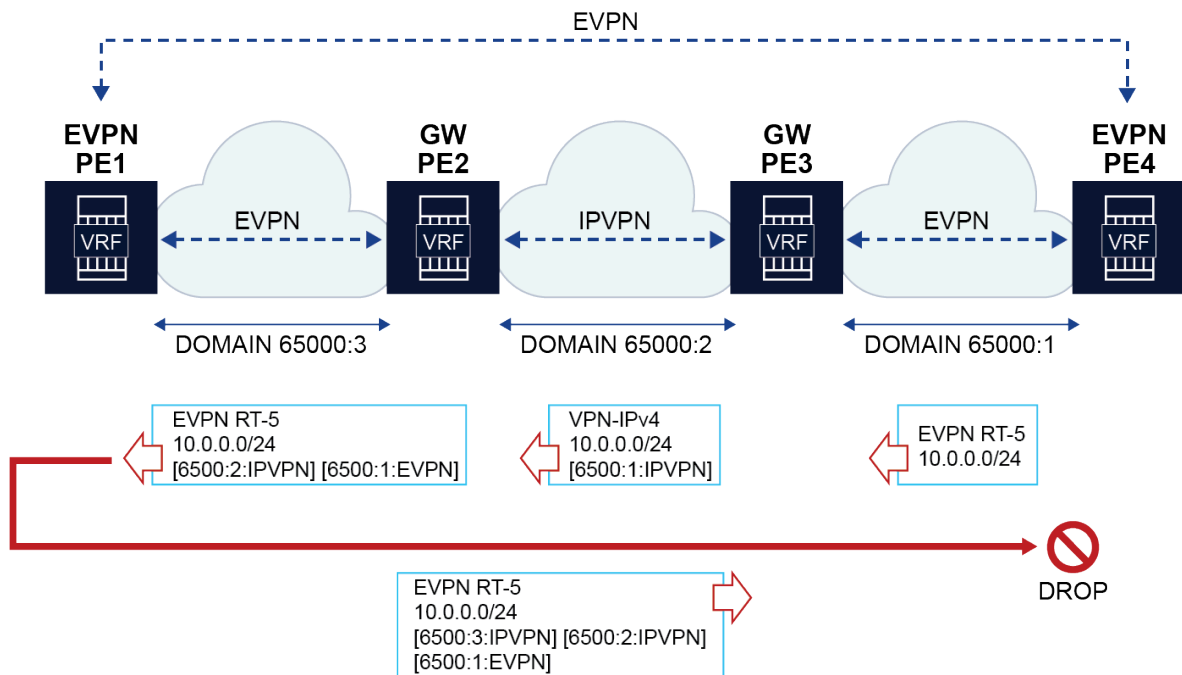 EVPN
EVPN
PE1
GW
PE2
GW
PE3
EVPN
PE4
VRF
EVPN
VRF
IPVPN
VRF
EVPN
VRF
DOMAIN 65000:3
DOMAIN 65000:2
DOMAIN 65000:1
EVPN RT-5
10.0.0.0/24
[6500:2:IPVPN] [6500:1:EVPN]
VPN-IPv4
10.0.0.0/24
[6500:1:IPVPN]
EVPN RT-5
10.0.0.0/24
DROP
EVPN RT-5
10.0.0.0/24
[6500:3:IPVPN] [6500:2:IPVPN]
[6500:1:EVPN]